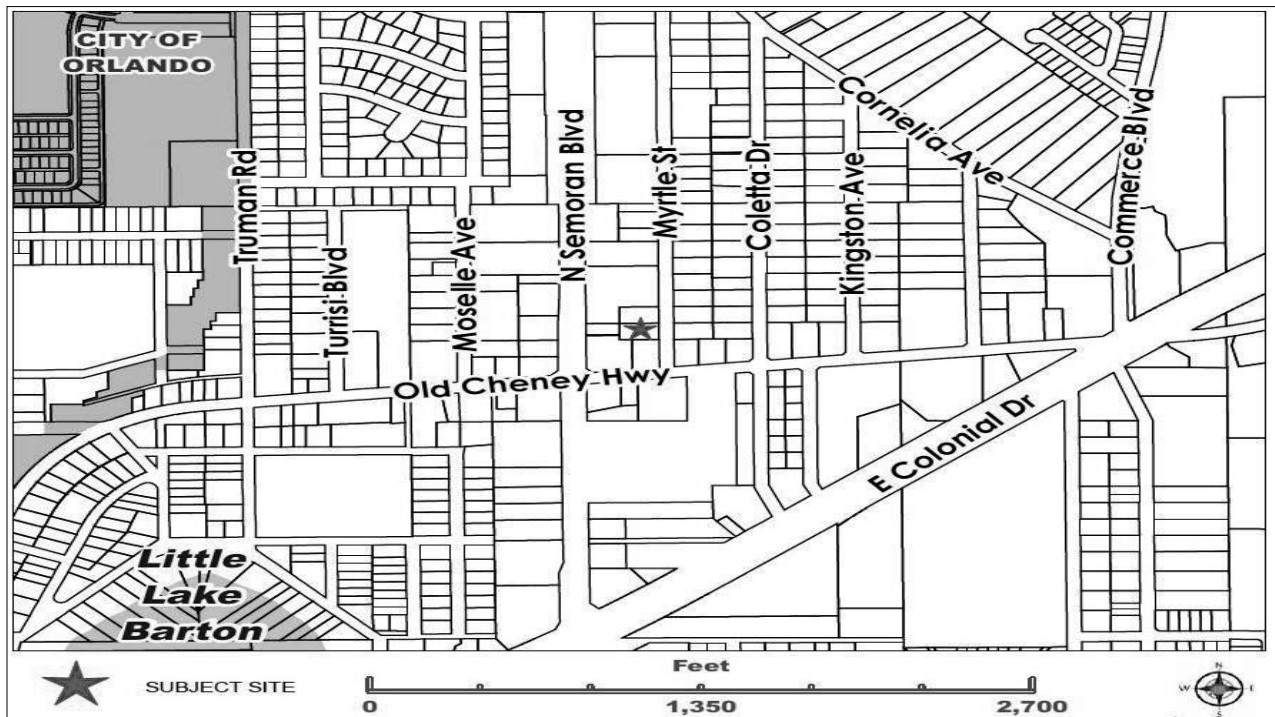 CITY OF
ORLANDO
Cornelia Ave
Commerce Blvd
Truman Rd
Turrisi Blvd
Moselle Ave
N Semoran Blvd
Myrtle St
Coletta Dr
Kingston Ave
Old Cheney Hwy
E Colonial Dr
Little
Lake
Barton
SUBJECT SITE
Feet
0
1,350
2,700
N
W
E
S